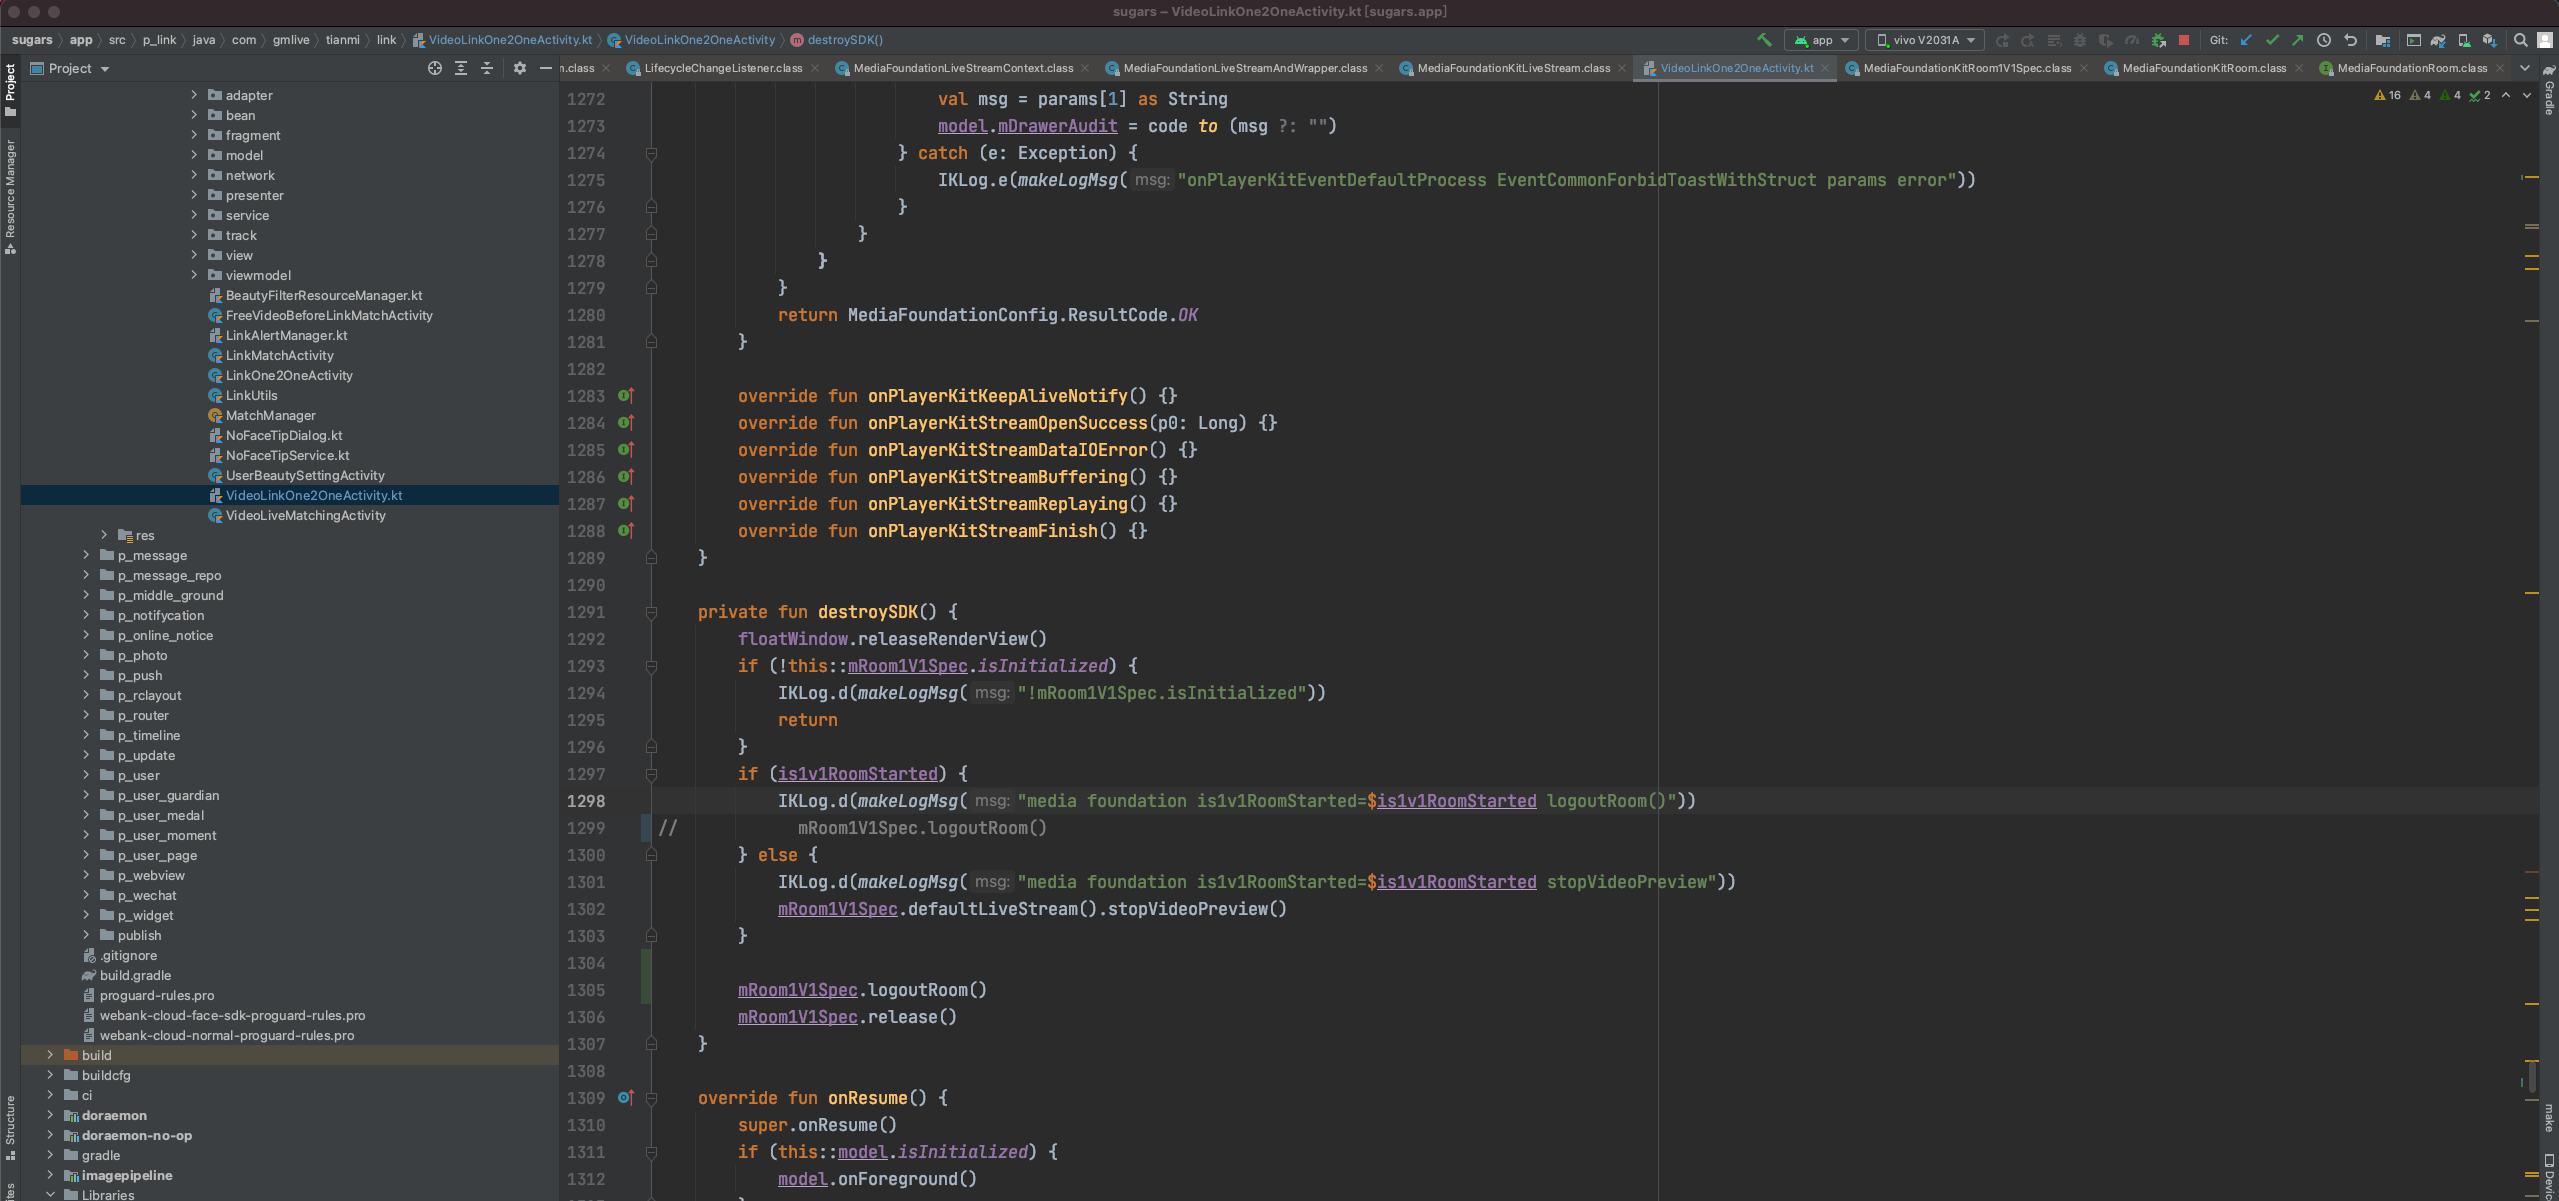 sugars – VideoLinkOne2OneActivity.kt [sugars.app]
sugars app src p_link java com gmlive tianmi link VideoLinkOne2OneActivity.kt VideoLinkOne2OneActivity destroySDK()
app vivo V2031A Git:
Project
n.class LifecycleChangeListener.class MediaFoundationLiveStreamContext.class MediaFoundationLiveStreamAndWrapper.class MediaFoundationKitLiveStream.class VideoLinkOne2OneActivity.kt MediaFoundationKitRoom1V1Spec.class MediaFoundationKitRoom.class MediaFoundationRoom.class
16 4 4 2
Project
Resource Manager
Structure
Gradle
make
adapter
bean
fragment
model
network
presenter
service
track
view
viewmodel
BeautyFilterResourceManager.kt
FreeVideoBeforeLinkMatchActivity
LinkAlertManager.kt
LinkMatchActivity
LinkOne2OneActivity
LinkUtils
MatchManager
NoFaceTipDialog.kt
NoFaceTipService.kt
UserBeautySettingActivity
VideoLinkOne2OneActivity.kt
VideoLiveMatchingActivity
res
p_message
p_message_repo
p_middle_ground
p_notifycation
p_online_notice
p_photo
p_push
p_rclayout
p_router
p_timeline
p_update
p_user
p_user_guardian
p_user_medal
p_user_moment
p_user_page
p_webview
p_wechat
p_widget
publish
.gitignore
build.gradle
proguard-rules.pro
webank-cloud-face-sdk-proguard-rules.pro
webank-cloud-normal-proguard-rules.pro
build
buildcfg
ci
doraemon
doraemon-no-op
gradle
imagepipeline
Libraries
1272 val msg = params[1] as String
1273 model.mDrawerAudit = code to (msg ?: "")
1274 } catch (e: Exception) {
1275 IKLog.e(makeLogMsg( msg: "onPlayerKitEventDefaultProcess EventCommonForbidToastWithStruct params error"))
1276 }
1277 }
1278 }
1279 }
1280 return MediaFoundationConfig.ResultCode.OK
1281 }
1282
1283 override fun onPlayerKitKeepAliveNotify() {}
1284 override fun onPlayerKitStreamOpenSuccess(p0: Long) {}
1285 override fun onPlayerKitStreamDataIOError() {}
1286 override fun onPlayerKitStreamBuffering() {}
1287 override fun onPlayerKitStreamReplaying() {}
1288 override fun onPlayerKitStreamFinish() {}
1289 }
1290
1291 private fun destroySDK() {
1292 floatWindow.releaseRenderView()
1293 if (!this::mRoom1V1Spec.isInitialized) {
1294 IKLog.d(makeLogMsg( msg: "!mRoom1V1Spec.isInitialized"))
1295 return
1296 }
1297 if (is1v1RoomStarted) {
1298 IKLog.d(makeLogMsg( msg: "media foundation is1v1RoomStarted=$is1v1RoomStarted logoutRoom()"))
1299 // mRoom1V1Spec.logoutRoom()
1300 } else {
1301 IKLog.d(makeLogMsg( msg: "media foundation is1v1RoomStarted=$is1v1RoomStarted stopVideoPreview"))
1302 mRoom1V1Spec.defaultLiveStream().stopVideoPreview()
1303 }
1304
1305 mRoom1V1Spec.logoutRoom()
1306 mRoom1V1Spec.release()
1307 }
1308
1309 override fun onResume() {
1310 super.onResume()
1311 if (this::model.isInitialized) {
1312 model.onForeground()